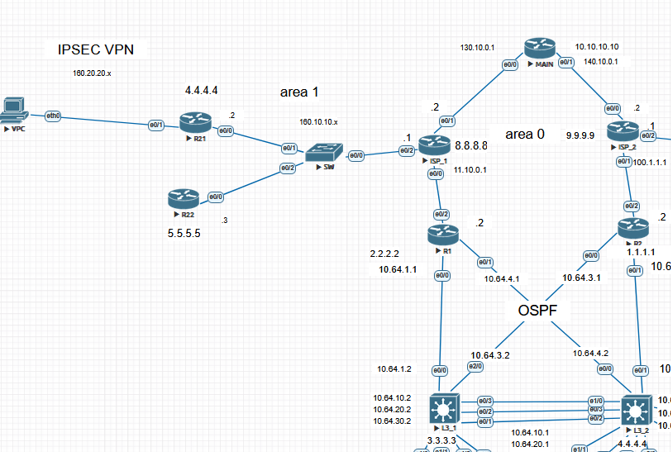 IPSEC VPN
160.20.20.x
VPC
eth0
e0/1
4.4.4.4
.2
R21
e0/0
area 1
160.10.10.x
e0/1
e0/2
SW
e0/0
R22
e0/0
.3
5.5.5.5
130.10.0.1
MAIN
e0/0
e0/1
10.10.10.10
140.10.0.1
.2
e0/1
.1
e0/2
ISP_1
8.8.8.8
e0/0
11.10.0.1
area 0
9.9.9.9
e0/0
.2
.1
ISP_2
e0/2
e0/1
100.1.1.1
e0/2
.2
R1
2.2.2.2
10.64.1.1
e0/0
e0/1
10.64.4.1
e0/2
.2
e0/0
1.1.1.1
e0/1
10.6
10.64.3.1
OSPF
10.64.3.2
10.64.4.2
10.64.1.2
e0/0
e2/0
e0/0
e0/1
10
10.64.10.2
10.64.20.2
10.64.30.2
e0/3
e0/2
e0/1
e1/0
e0/3
e0/2
L3_1
L3_2
3.3.3.3
10.64.10.1
10.64.20.1
4.4.4.4